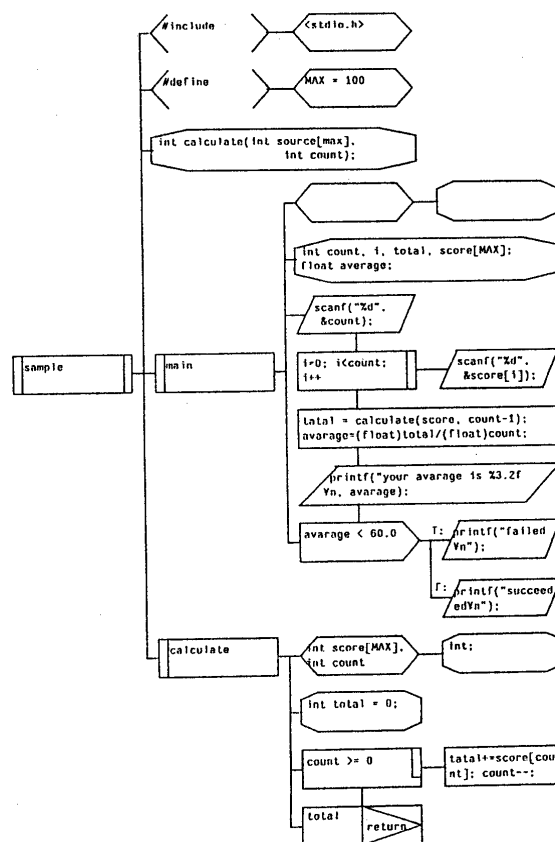 #include
<stdio.h>
#define
MAX = 100
int calculate(int source[max],
int count);
int count, i, total, score[MAX];
float average;
scanf("%d",
&count);
sample
main
i=0; i<count;
i++
scanf("%d",
&score[i]);
tatal = calculate(score, count-1);
avarage=(float)total/(float)count;
printf("your avarage is %3.2f
¥n, avarage);
avarage < 60.0
T:
printf("failed
¥n");
F:
printf("succeed
ed¥n");
calculate
int score[MAX],
int count
int;
int total = 0;
count >= 0
tatal+=score[cou
nt]; count--;
total
return